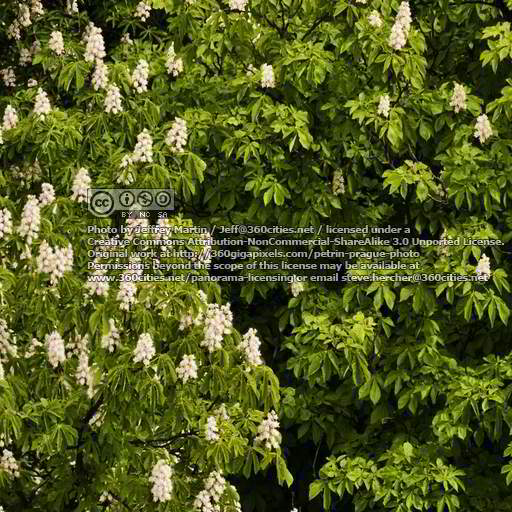 cc
BY NC SA
Photo by Jeffrey Martin / Jeff@360cities.net / licensed under a
Creative Commons Attribution-NonCommercial-ShareAlike 3.0 Unported License.
Original work at http://360gigapixels.com/petrin-prague-photo
Permissions beyond the scope of this license may be available at
www.360cities.net/panorama-licensing or email steve.hercher@360cities.net